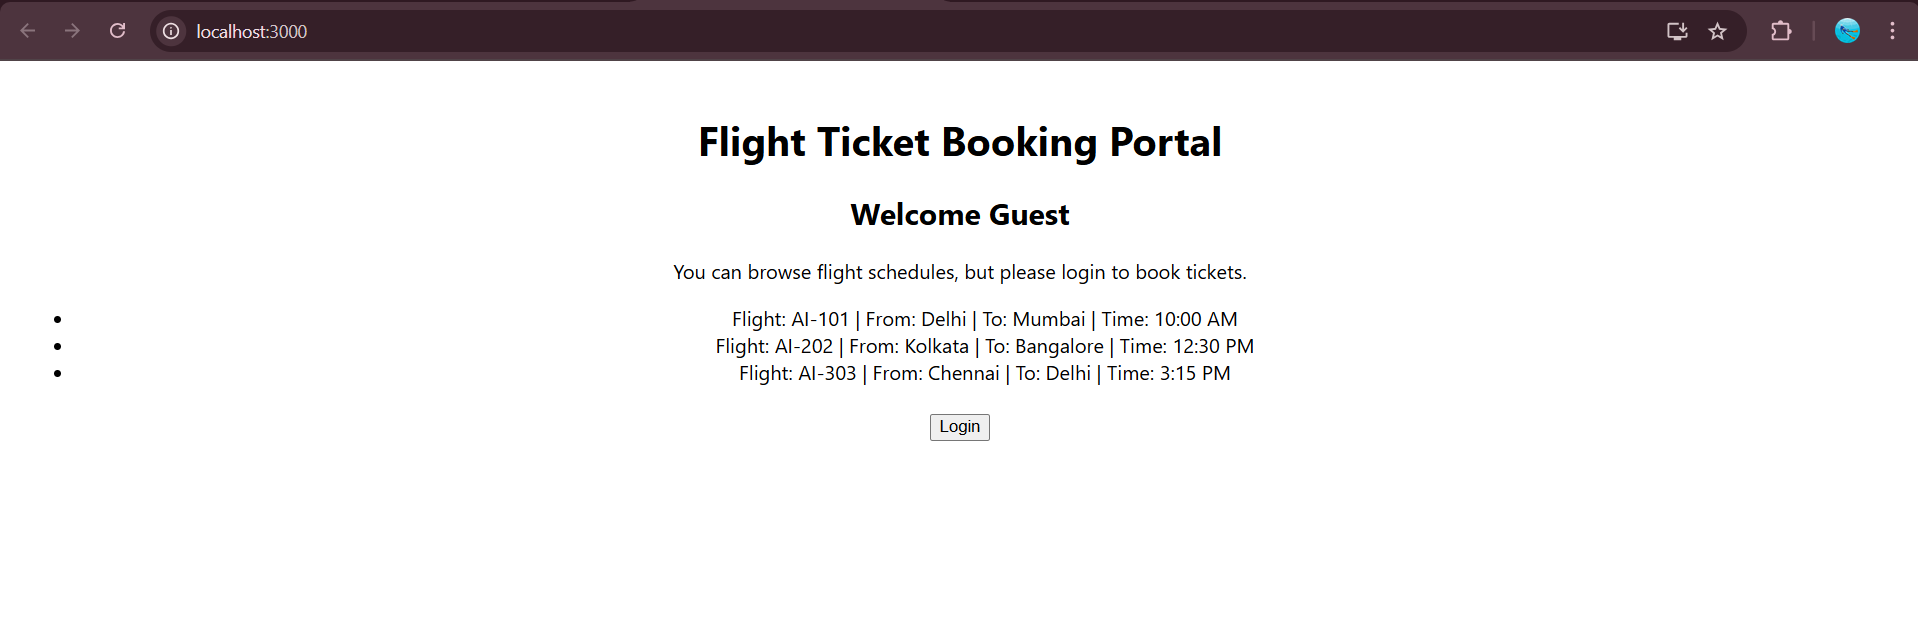 localhost:3000
Flight Ticket Booking Portal
Welcome Guest
You can browse flight schedules, but please login to book tickets.
• Flight: AI-101 | From: Delhi | To: Mumbai | Time: 10:00 AM
• Flight: AI-202 | From: Kolkata | To: Bangalore | Time: 12:30 PM
• Flight: AI-303 | From: Chennai | To: Delhi | Time: 3:15 PM
Login